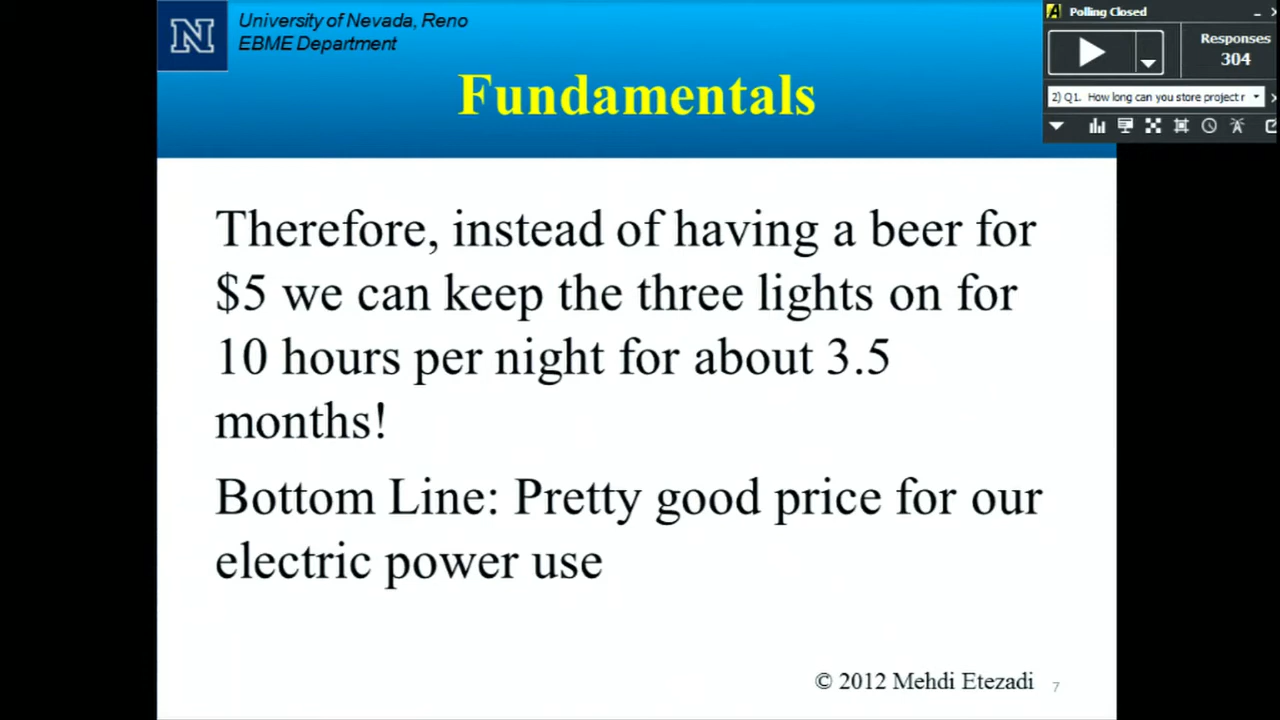 University of Nevada, Reno
EBME Department
Fundamentals
Polling Closed
Responses
304
2) Q1. How long can you store project r
Therefore, instead of having a beer for
$5 we can keep the three lights on for
10 hours per night for about 3.5
months!
Bottom Line: Pretty good price for our
electric power use
© 2012 Mehdi Etezadi
7